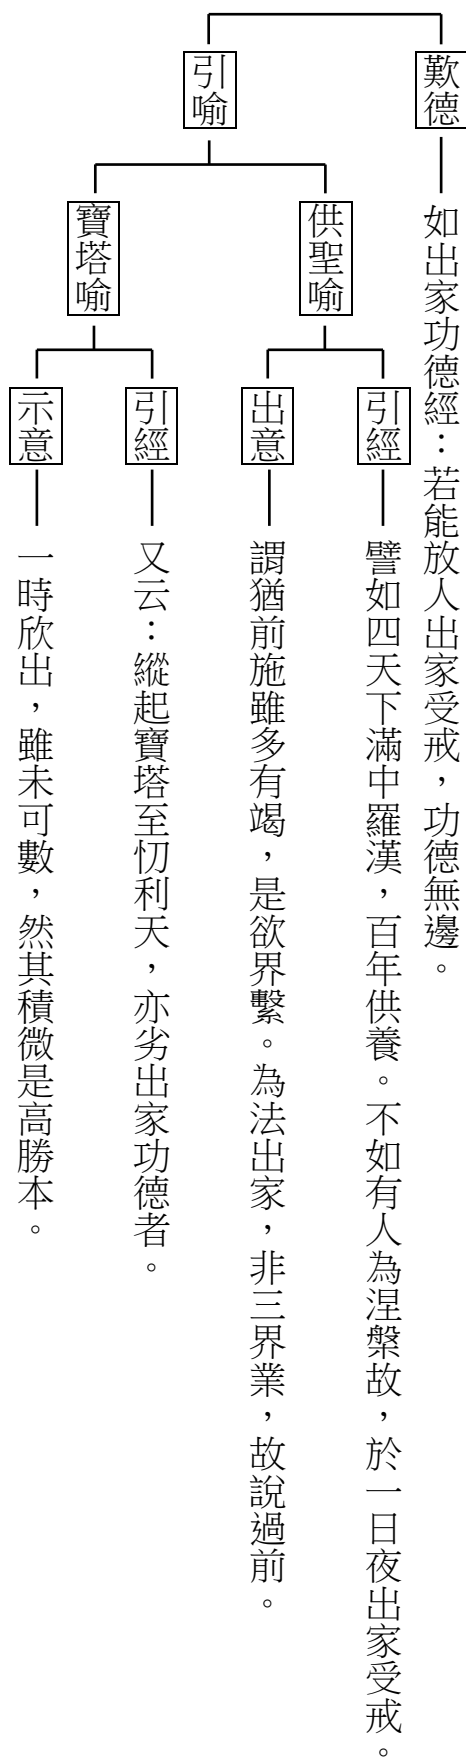 歎德
如出家功德經：若能放人出家受戒，功德無邊。
引喻
供聖喻
引經
譬如四天下滿中羅漢，百年供養。不如有人為涅槃故，於一日夜出家受戒。
出意
謂猶前施雖多有竭，是欲界繫。為法出家，非三界業，故說過前。
寶塔喻
引經
又云：縱起寶塔至忉利天，亦劣出家功德者。
示意
一時欣出，雖未可數，然其積微是高勝本。